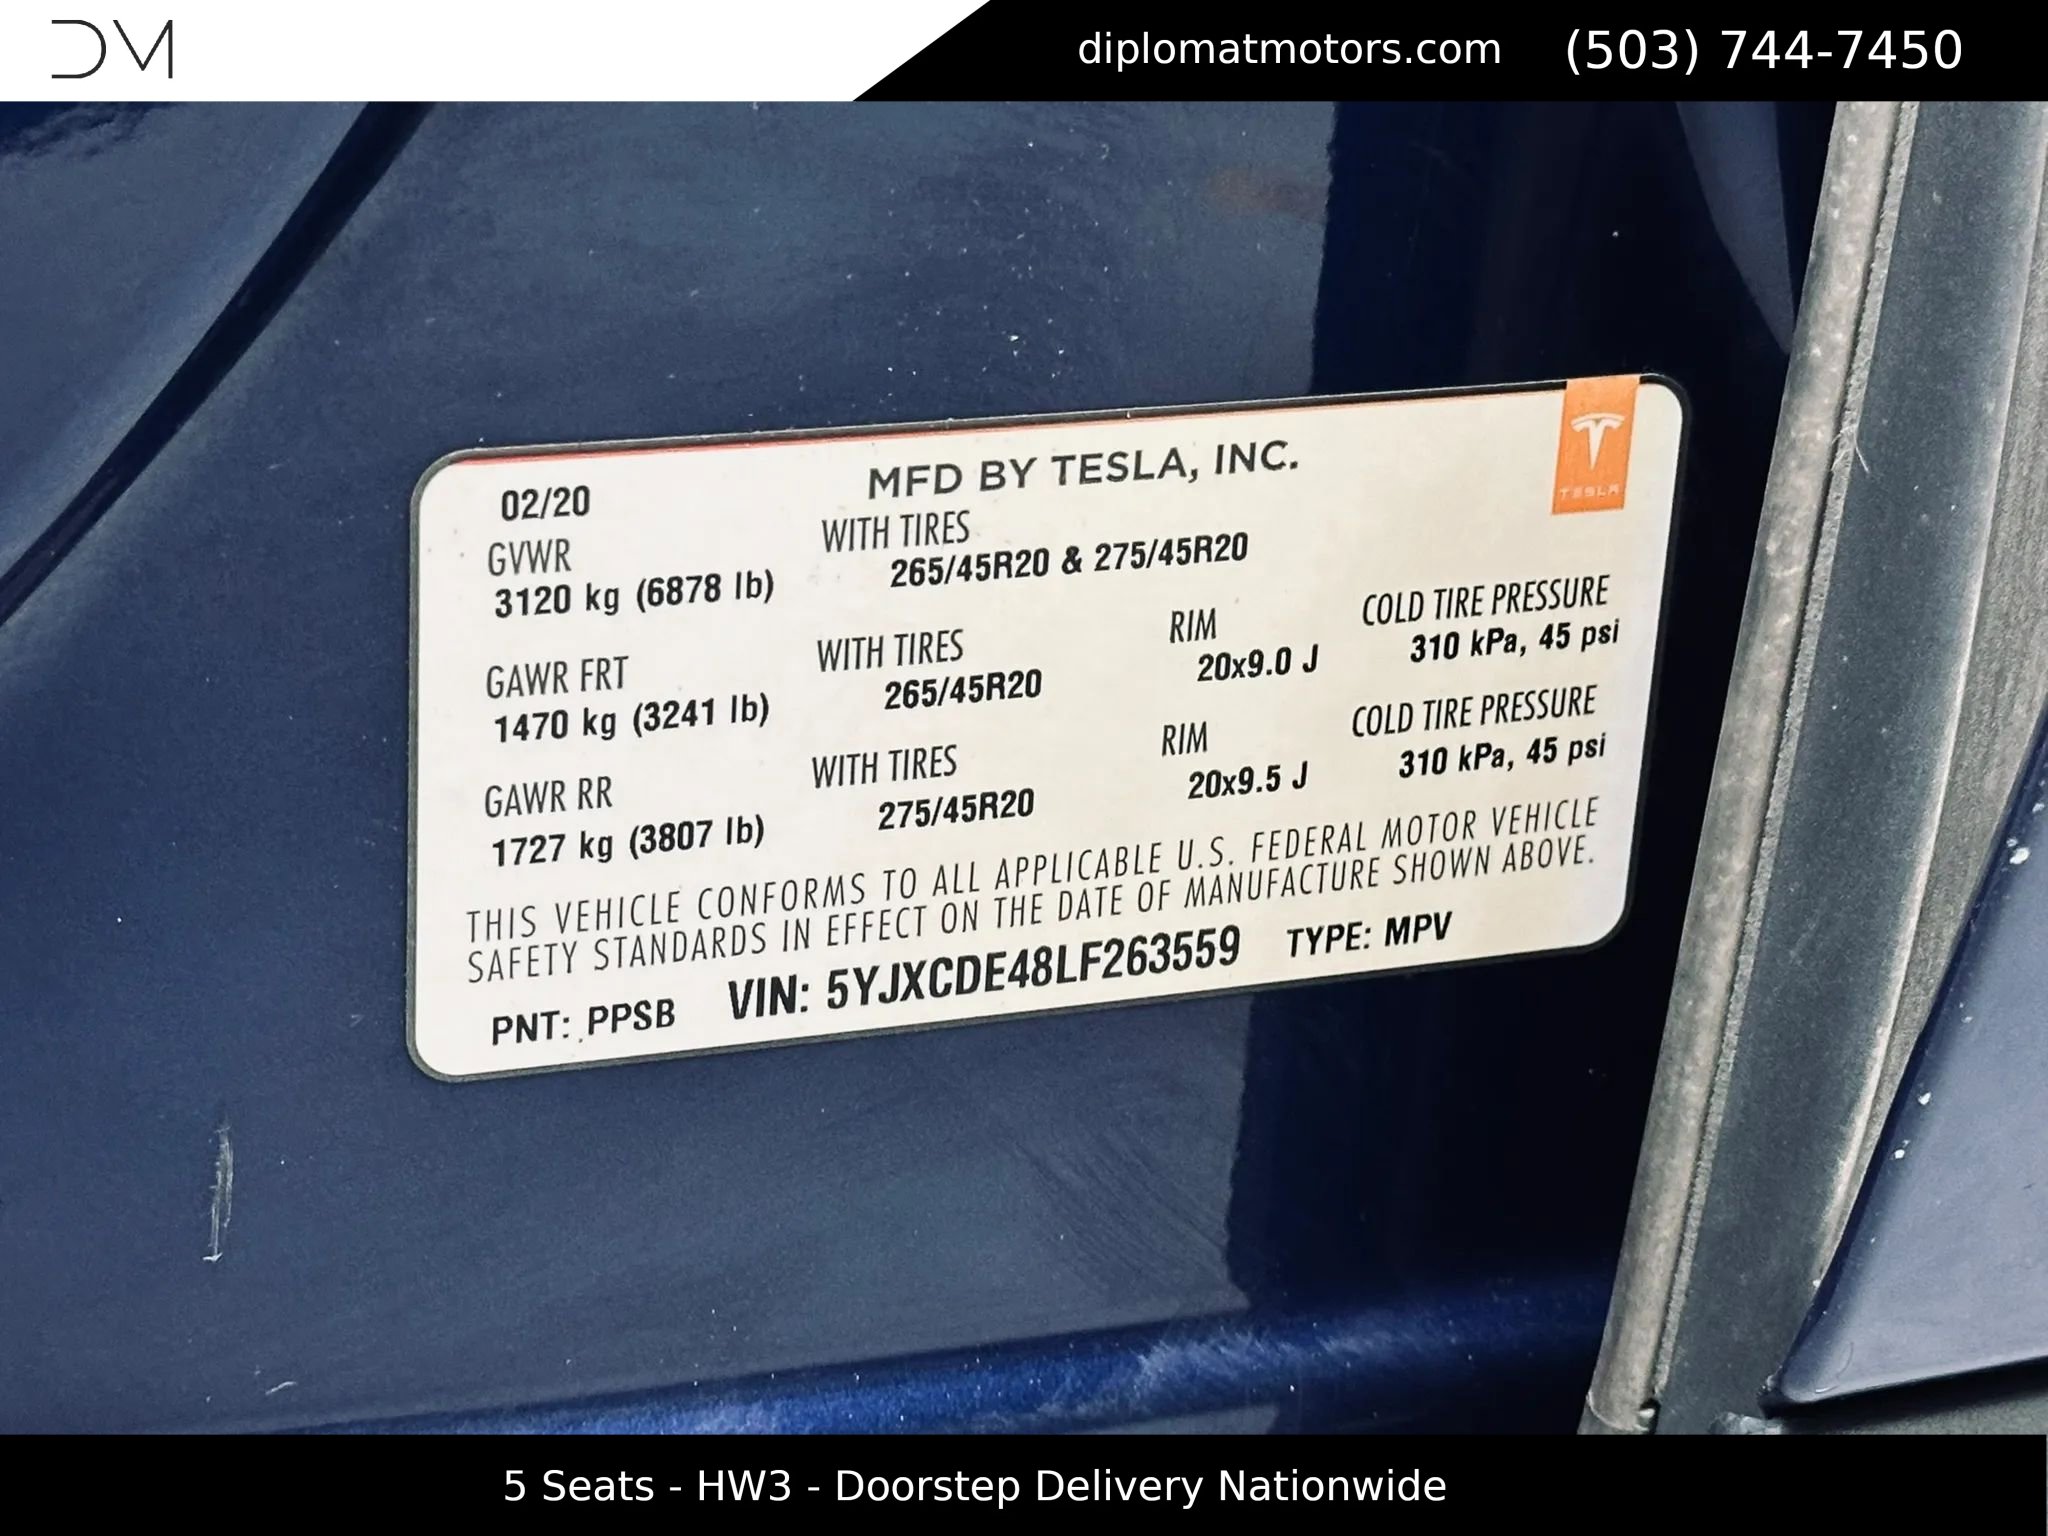 DM
diplomatmotors.com (503) 744-7450
02/20 MFD BY TESLA, INC.
TESLA
GVWR WITH TIRES
3120 kg (6878 lb) 265/45R20 & 275/45R20
GAWR FRT WITH TIRES RIM COLD TIRE PRESSURE
1470 kg (3241 lb) 265/45R20 20x9.0 J 310 kPa, 45 psi
GAWR RR WITH TIRES RIM COLD TIRE PRESSURE
1727 kg (3807 lb) 275/45R20 20x9.5 J 310 kPa, 45 psi
THIS VEHICLE CONFORMS TO ALL APPLICABLE U.S. FEDERAL MOTOR VEHICLE
SAFETY STANDARDS IN EFFECT ON THE DATE OF MANUFACTURE SHOWN ABOVE.
PNT: PPSB VIN: 5YJXCDE48LF263559 TYPE: MPV
5 Seats - HW3 - Doorstep Delivery Nationwide